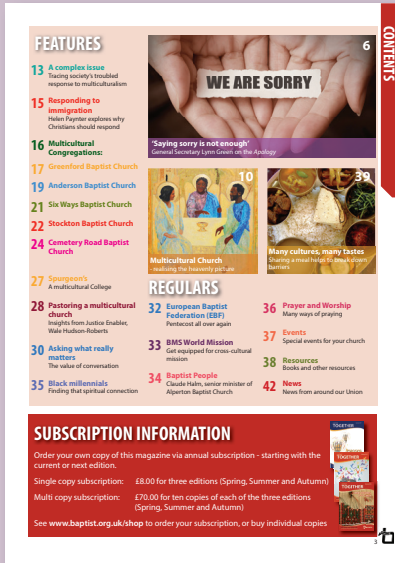 CONTENTS
FEATURES
13 A complex issue
Tracing society's troubled
response to multiculturalism
15 Responding to
immigration
Helen Paynter explores why
Christians should respond
16 Multicultural
Congregations:
17 Greenford Baptist Church
19 Anderson Baptist Church
21 Six Ways Baptist Church
22 Stockton Baptist Church
24 Cemetery Road Baptist
Church
27 Spurgeon's
A multicultural College
28 Pastoring a multicultural
church
Insights from Justice Enabler,
Wale Hudson-Roberts
30 Asking what really
matters
The value of conversation
35 Black millennials
Finding that spiritual connection
6
WE ARE SORRY
'Saying sorry is not enough'
General Secretary Lynn Green on the Apology
10
Multicultural Church
- realising the heavenly picture
39
Many cultures, many tastes
Sharing a meal helps to break down
barriers
REGULARS
32 European Baptist
Federation (EBF)
Pentecost all over again
33 BMS World Mission
Get equipped for cross-cultural
mission
34 Baptist People
Claude Halm, senior minister of
Alperton Baptist Church
36 Prayer and Worship
Many ways of praying
37 Events
Special events for your church
38 Resources
Books and other resources
42 News
News from around our Union
SUBSCRIPTION INFORMATION
Order your own copy of this magazine via annual subscription - starting with the
current or next edition.
Single copy subscription: £8.00 for three editions (Spring, Summer and Autumn)
Multi copy subscription: £70.00 for ten copies of each of the three editions
(Spring, Summer and Autumn)
See www.baptist.org.uk/shop to order your subscription, or buy individual copies
TOGETHER
TOGETHER
TOGETHER
3